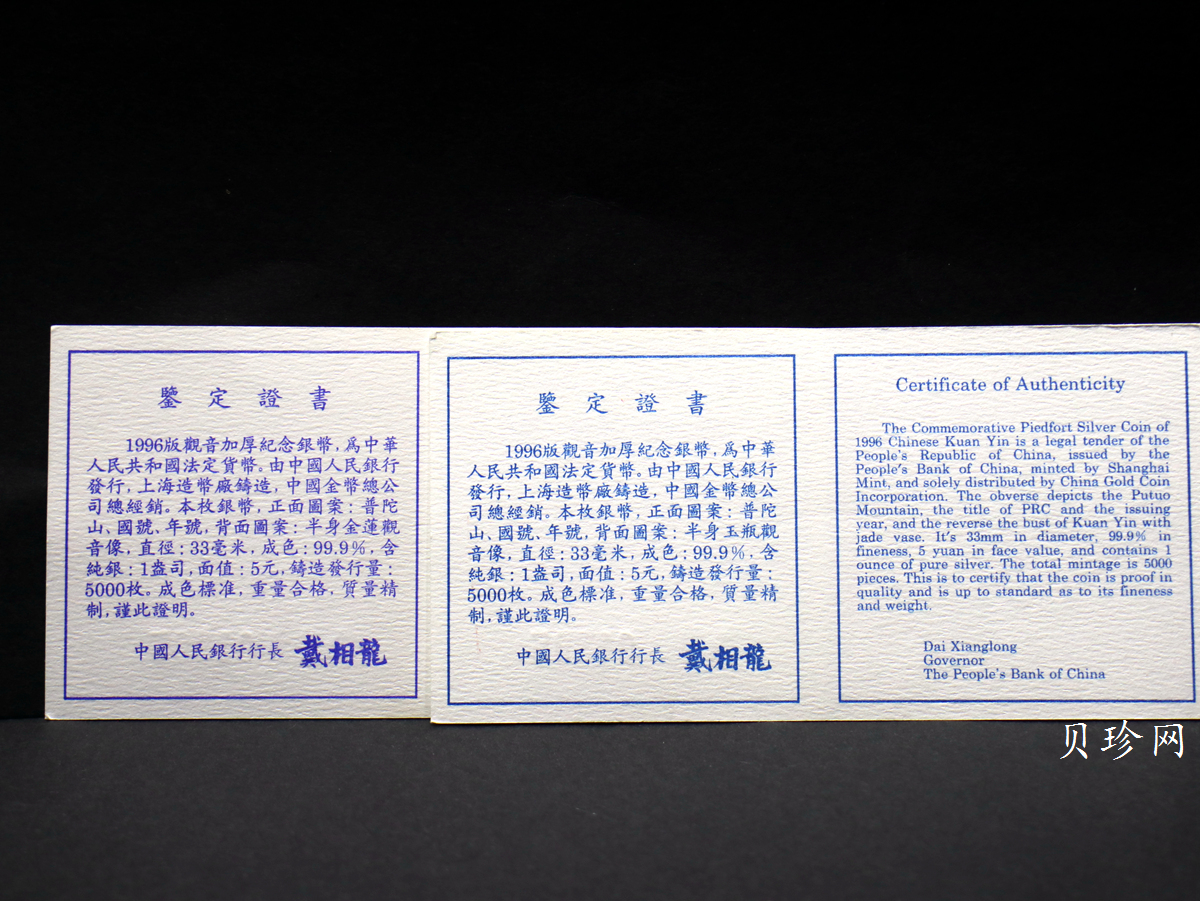 鑒定證書
1996版觀音加厚紀念銀幣,爲中華
人民共和國法定貨幣。由中國人民銀行
發行,上海造幣廠鑄造,中國金幣總公
司總經銷。本枚銀幣,正面圖案:普陀
山、國號、年號,背面圖案:半身金蓮觀
音像,直徑:33毫米,成色:99.9%,含
純銀:1盎司,面值:5元,鑄造發行量:
5000枚。成色標准,重量合格,質量精
制,謹此證明。
中國人民銀行行長 戴相龍
鑒定證書
1996版觀音加厚紀念銀幣,爲中華
人民共和國法定貨幣。由中國人民銀行
發行,上海造幣廠鑄造,中國金幣總公
司總經銷。本枚銀幣,正面圖案:普陀
山、國號、年號,背面圖案:半身玉瓶觀
音像,直徑:33毫米,成色:99.9%,含
純銀:1盎司,面值:5元,鑄造發行量:
5000枚。成色標准,重量合格,質量精
制,謹此證明。
中國人民銀行行長 戴相龍
Certificate of Authenticity
The Commemorative Piedfort Silver Coin of
1996 Chinese Kuan Yin is a legal tender of the
People's Republic of China, issued by the
People's Bank of China, minted by Shanghai
Mint, and solely distributed by China Gold Coin
Incorporation. The obverse depicts the Putuo
Mountain, the title of PRC and the issuing
year, and the reverse the bust of Kuan Yin with
jade vase. It's 33mm in diameter, 99.9% in
fineness, 5 yuan in face value, and contains 1
ounce of pure silver. The total mintage is 5000
pieces. This is to certify that the coin is proof in
quality and is up to standard as to its fineness
and weight.
Dai Xianglong
Governor
The People's Bank of China
贝珍网